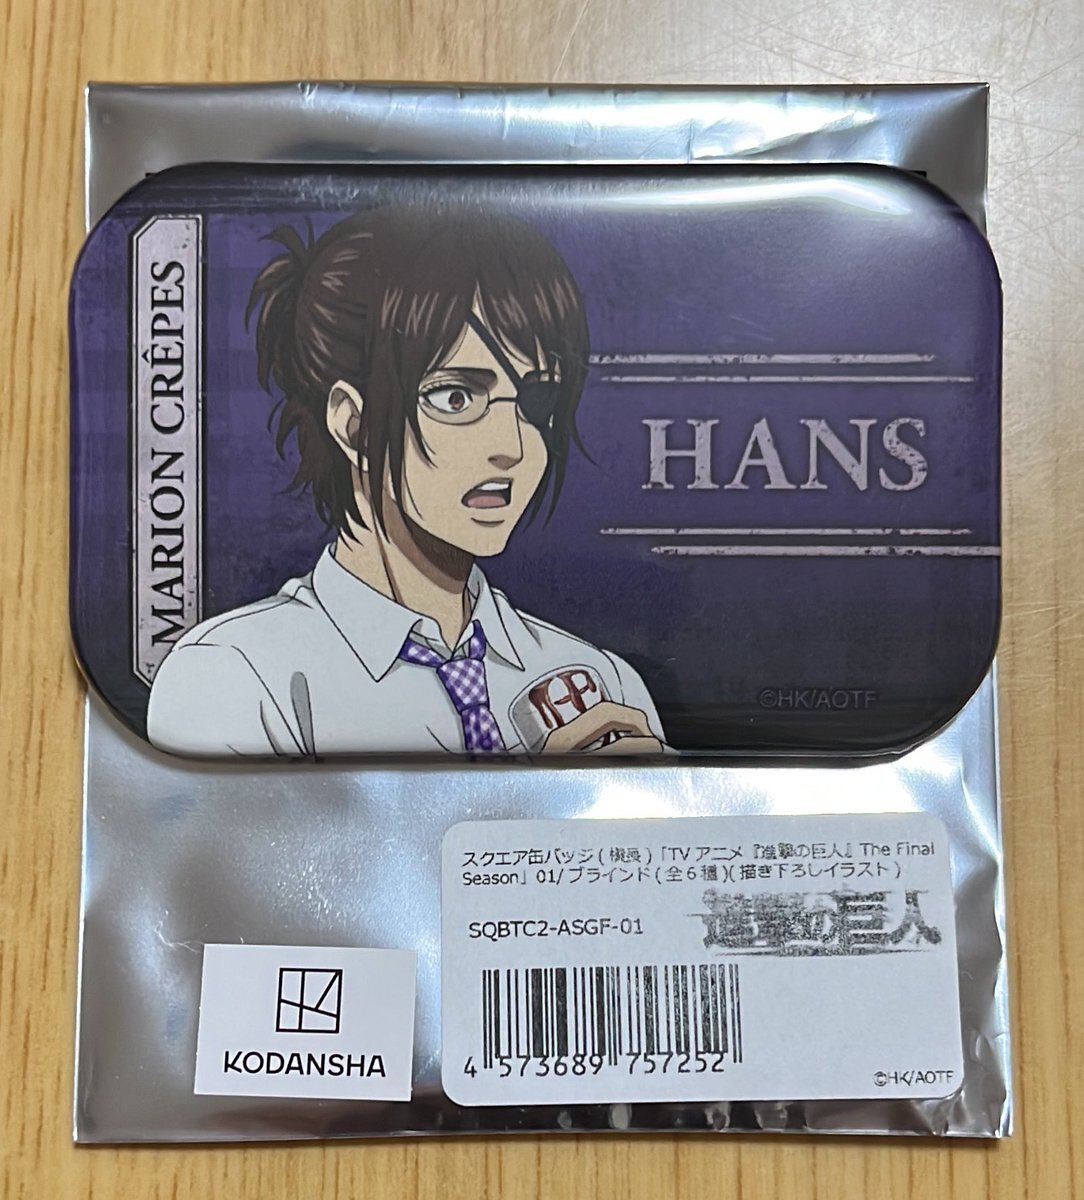 MARION CRÊPES
HANS
©HK/AOTF
スクエア缶バッジ(横長)「TVアニメ『進撃の巨人』The Final
Season」01/ブラインド(全6種)(描き下ろしイラスト)
SQBTC2-ASGF-01
進撃の巨人
4 573689 757252
©HK/AOTF
KODANSHA